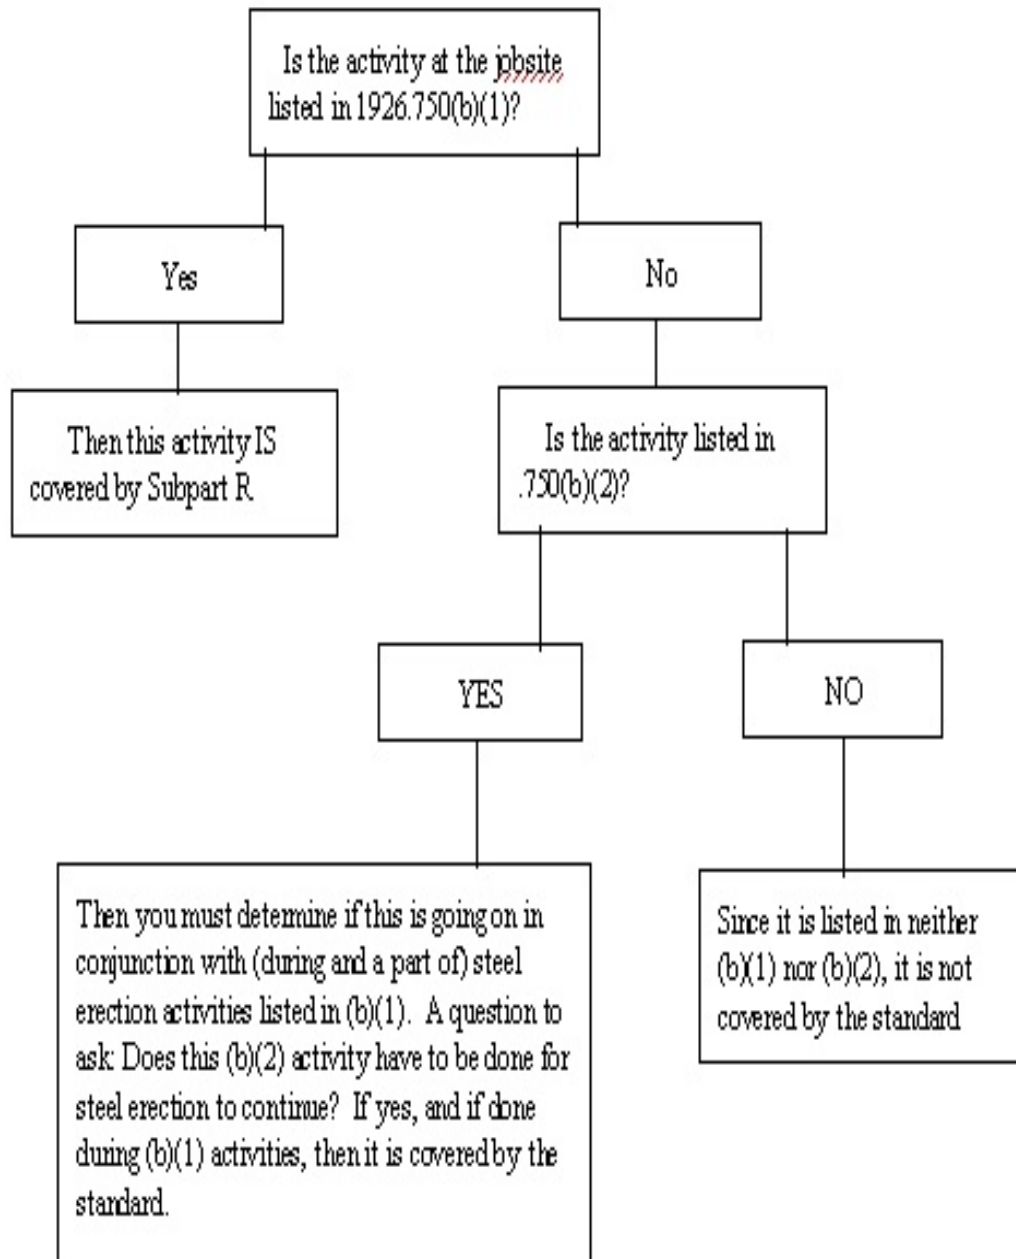 Is the activity at the jobsite
listed in 1926.750(b)(1)?
Yes
No
Then this activity IS
covered by Subpart R
Is the activity listed in
.750(b)(2)?
YES
NO
Then you must determine if this is going on in
conjunction with (during and a part of) steel
erection activities listed in (b)(1). A question to
ask: Does this (b)(2) activity have to be done for
steel erection to continue? If yes, and if done
during (b)(1) activities, then it is covered by the
standard.
Since it is listed in neither
(b)(1) nor (b)(2), it is not
covered by the standard